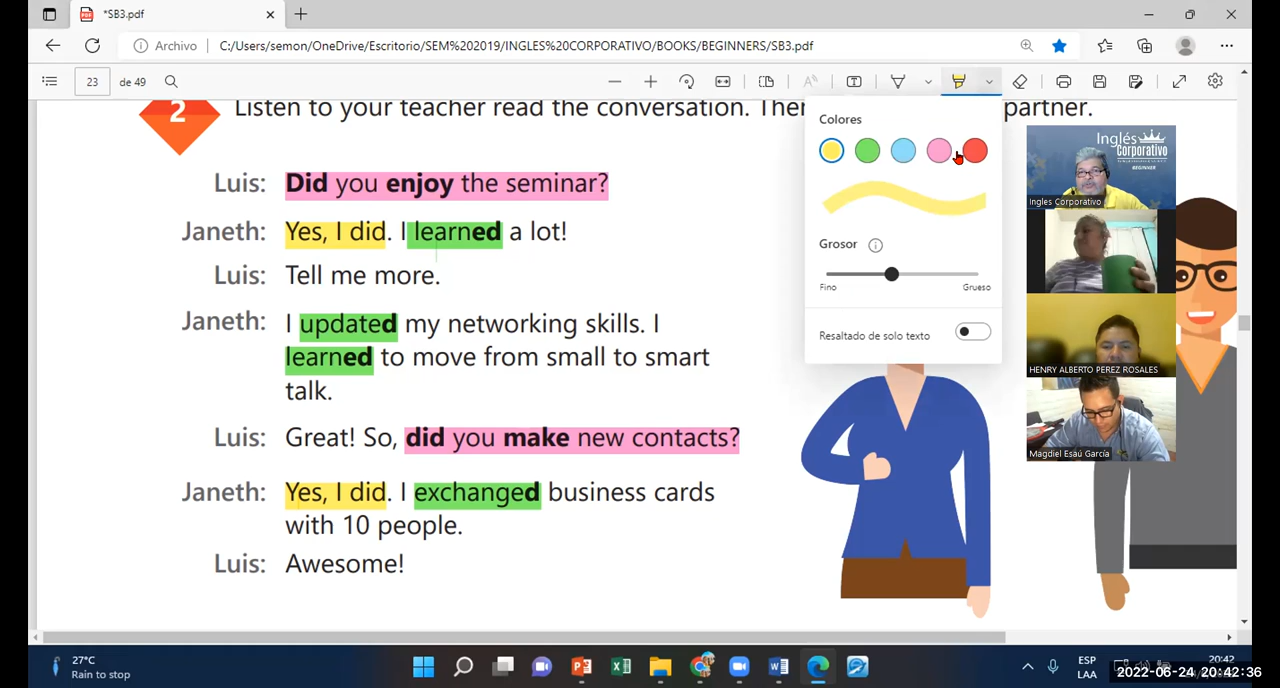 *SB3.pdf
Archivo
C:/Users/semon/OneDrive/Escritorio/SEM%202019/INGLES%20CORPORATIVO/BOOKS/BEGINNERS/SB3.pdf
23
de 49
2
Listen to your teacher read the conversation.
partner.
Colores
Grosor
Fino
Grueso
Resaltado de solo texto
Luis: Did you enjoy the seminar?
Janeth: Yes, I did. I learned a lot!
Luis: Tell me more.
Janeth: I updated my networking skills. I
learned to move from small to smart
talk.
Luis: Great! So, did you make new contacts?
Janeth: Yes, I did. I exchanged business cards
with 10 people.
Luis: Awesome!
Inglés
Corporativo
BEGINNER
Ingles Corporativo
HENRY ALBERTO PEREZ ROSALES
Magdiel Esaú García
27°C
Rain to stop
ESP
LAA
20:42
2022-06-24 20:42:36